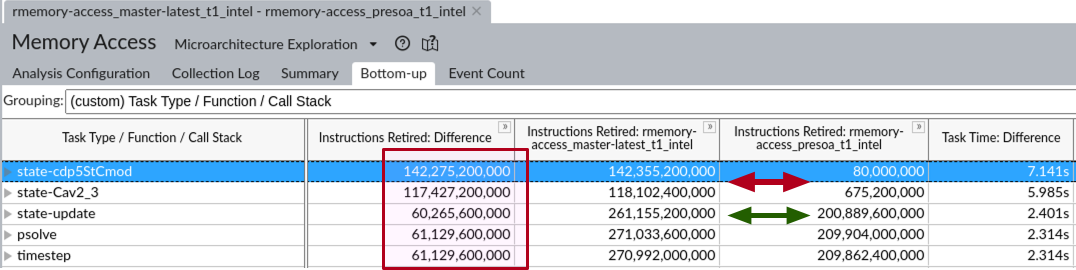 rmemory-access_master-latest_t1_intel - rmemory-access_presoa_t1_intel ×
Memory Access Microarchitecture Exploration
Analysis Configuration Collection Log Summary Bottom-up Event Count
Grouping: (custom) Task Type / Function / Call Stack
Task Type / Function / Call Stack
Instructions Retired: Difference
Instructions Retired: rmemory-
access_master-latest_t1_intel
Instructions Retired: rmemory-
access_presoa_t1_intel
Task Time: Difference
state-cdp5StCmod 142,275,200,000 142,355,200,000 80,000,000 7.141s
state-Cav2_3 117,427,200,000 118,102,400,000 675,200,000 5.985s
state-update 60,265,600,000 261,155,200,000 200,889,600,000 2.401s
psolve 61,129,600,000 271,033,600,000 209,904,000,000 2.314s
timestep 61,129,600,000 270,992,000,000 209,862,400,000 2.314s